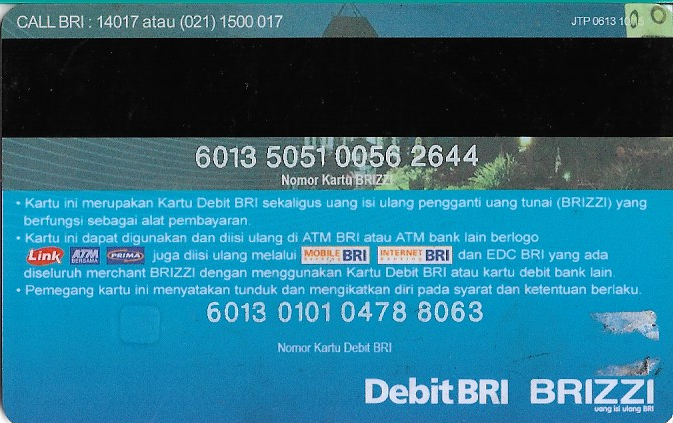 CALL BRI : 14017 atau (021) 1500 017
JTP 0613
6013 5051 0056 2644
Nomor Kartu BRIZZI
• Kartu ini merupakan Kartu Debit BRI sekaligus uang isi ulang pengganti uang tunai (BRIZZI) yang
berfungsi sebagai alat pembayaran.
• Kartu ini dapat digunakan dan diisi ulang di ATM BRI atau ATM bank lain berlogo
Link ATM BERSAMA PRIMA juga diisi ulang melalui MOBILE BANKING BRI INTERNET BANKING BRI dan EDC BRI yang ada
diseluruh merchant BRIZZI dengan menggunakan Kartu Debit BRI atau kartu debit bank lain.
• Pemegang kartu ini menyatakan tunduk dan mengikatkan diri pada syarat dan ketentuan berlaku.
6013 0101 0478 8063
Nomor Kartu Debit BRI
Debit BRI BRIZZI
uang isi ulang BRI